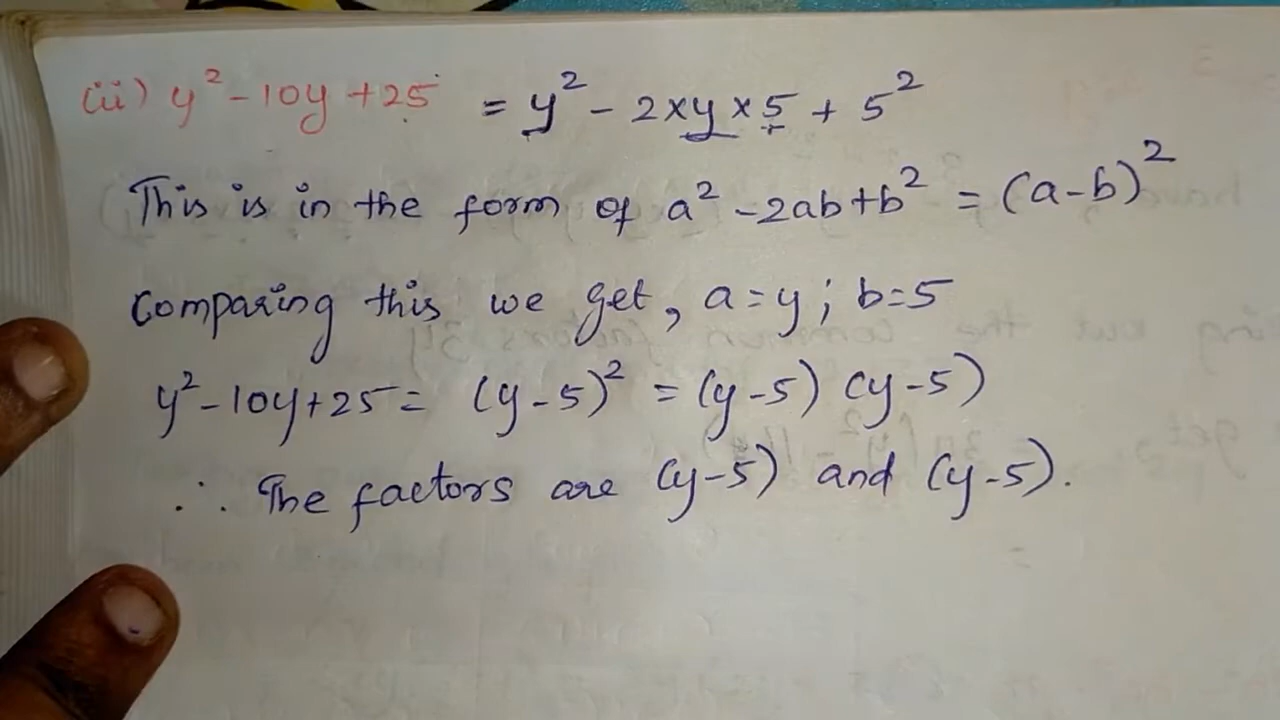 (ii) y² - 10y + 25 = y² - 2 × y × 5 + 5²
This is in the form of a² - 2ab + b² = (a - b)²
Comparing this we get, a = y ; b = 5
y² - 10y + 25 = (y - 5)² = (y - 5) (y - 5)
∴ The factors are (y - 5) and (y - 5).